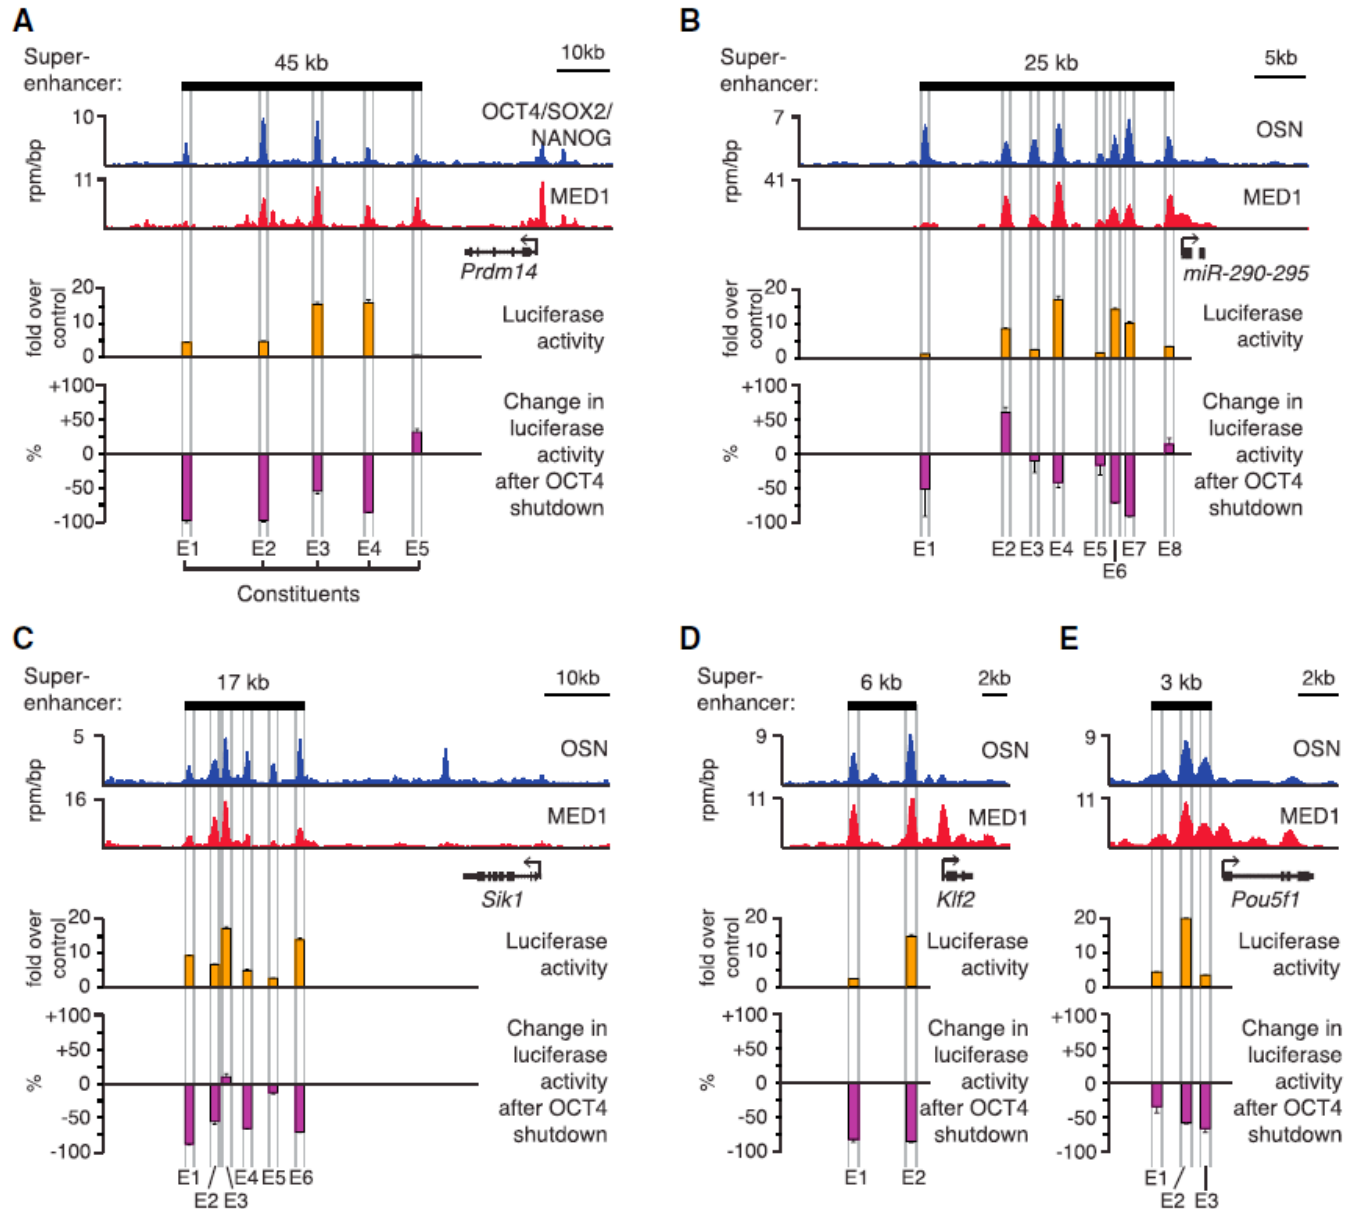 A
Super-
enhancer:
45 kb
10kb
10
OCT4/SOX2/
NANOG
rpm/bp
11
MED1
Prdm14
fold over
control
20
10
0
Luciferase
activity
+100
+50
0
-50
-100
%
Change in
luciferase
activity
after OCT4
shutdown
E1 E2 E3 E4 E5
Constituents
B
Super-
enhancer:
25 kb
5kb
7
OSN
rpm/bp
41
MED1
miR-290-295
fold over
control
20
10
0
Luciferase
activity
+100
+50
0
-50
-100
%
Change in
luciferase
activity
after OCT4
shutdown
E1 E2 E3 E4 E5 E7 E8
E6
C
Super-
enhancer:
17 kb
10kb
5
OSN
rpm/bp
16
MED1
Sik1
fold over
control
20
10
0
Luciferase
activity
+100
+50
0
-50
-100
%
Change in
luciferase
activity
after OCT4
shutdown
E1 E4 E5 E6
E2 E3
D
Super-
enhancer:
6 kb
2kb
9
OSN
rpm/bp
11
MED1
Klf2
fold over
control
20
10
0
Luciferase
activity
+100
+50
0
-50
-100
%
Change in
luciferase
activity
after OCT4
shutdown
E1 E2
E
3 kb
2kb
9
OSN
11
MED1
Pou5f1
20
10
0
Luciferase
activity
+100
+50
0
-50
-100
Change in
luciferase
activity
after OCT4
shutdown
E1
E2 E3